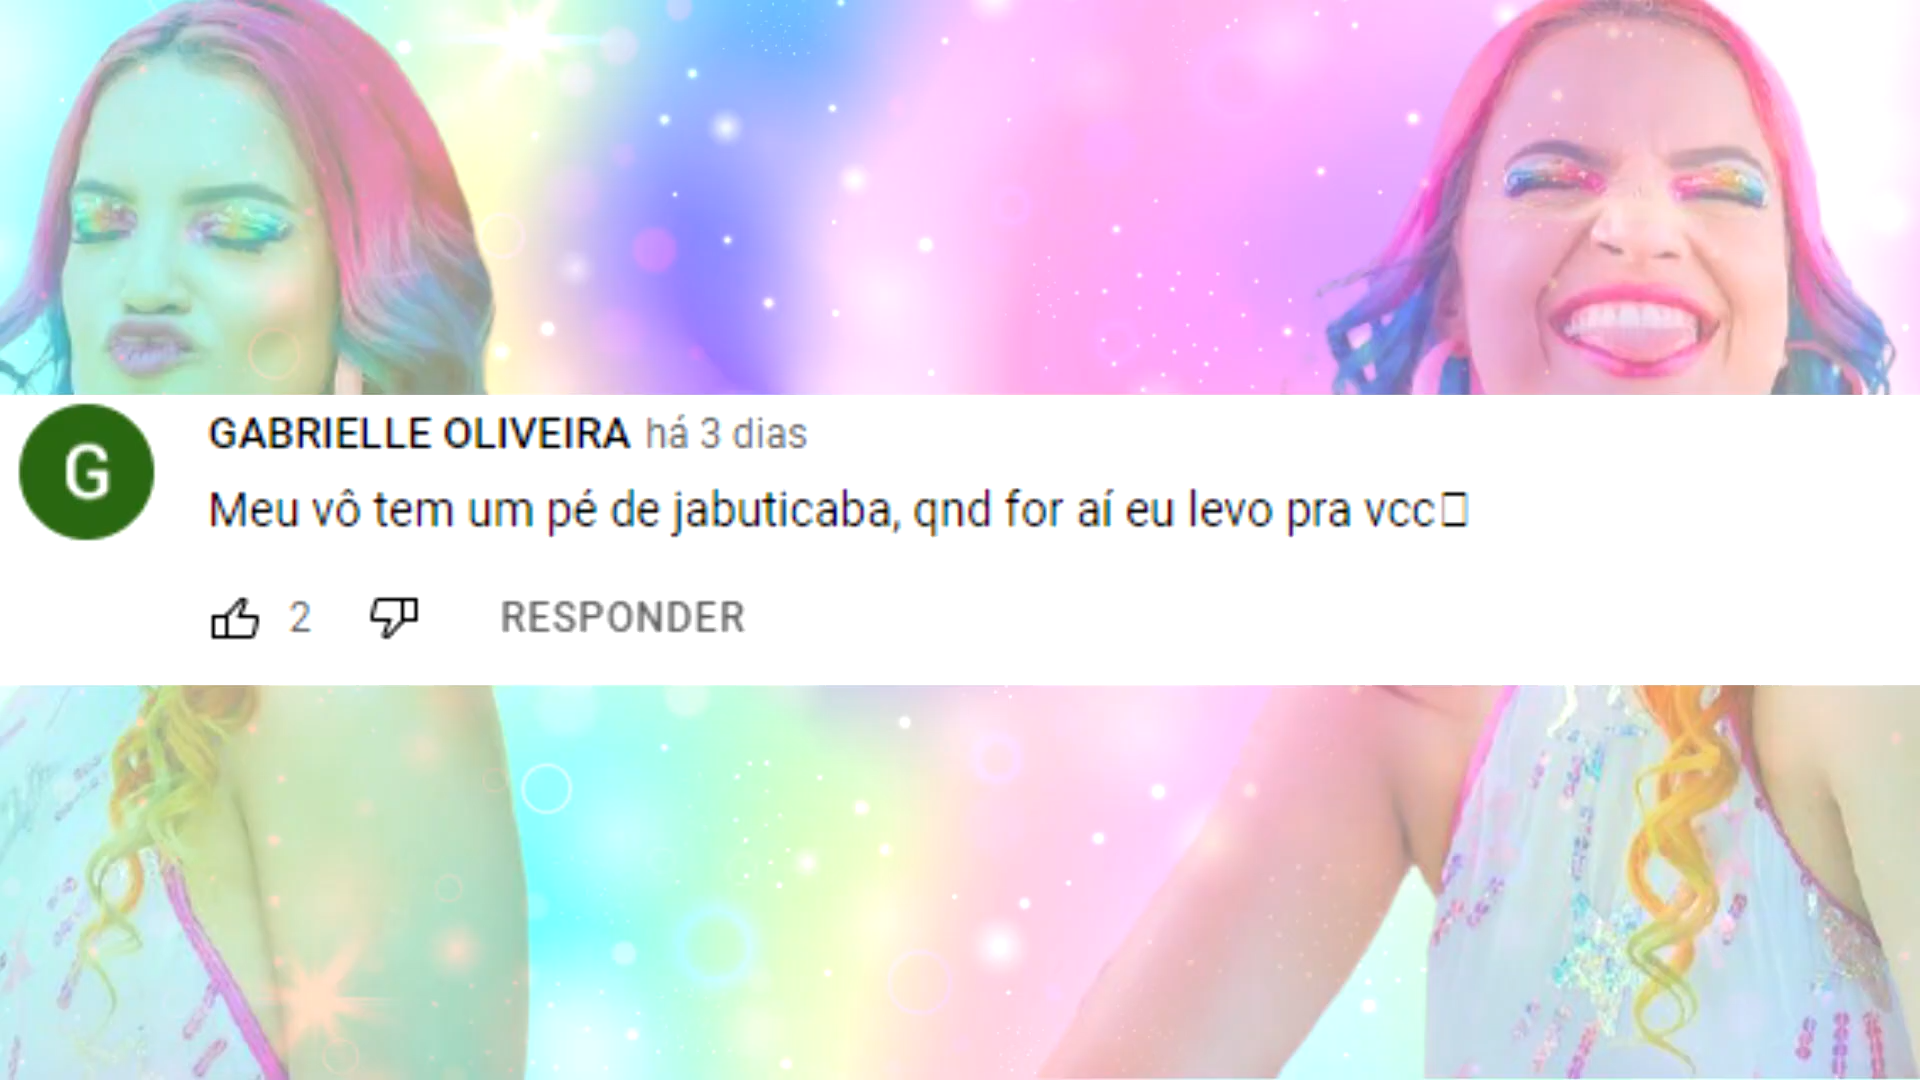 G
GABRIELLE OLIVEIRA há 3 dias
Meu vô tem um pé de jabuticaba, qnd for aí eu levo pra vcc
2 RESPONDER